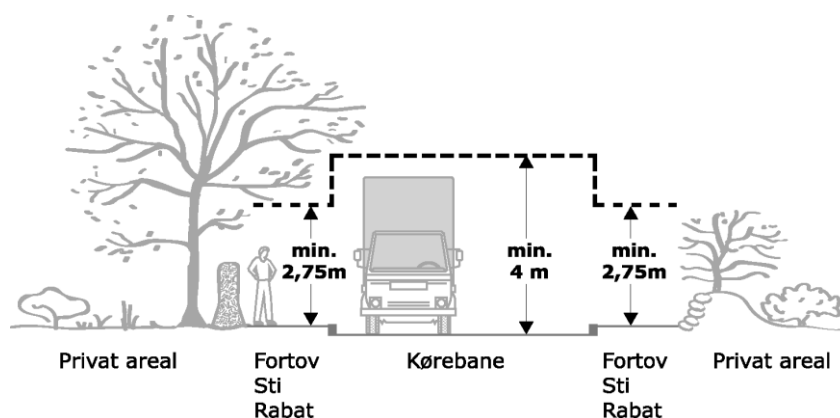 min.
2,75m
min.
4 m
min.
2,75m
Privat areal
Fortov
Sti
Rabat
Kørebane
Fortov
Sti
Rabat
Privat areal